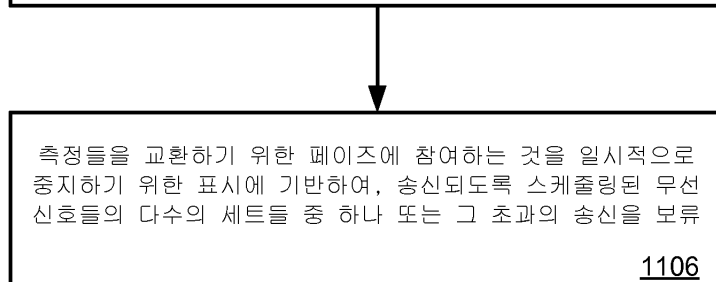 측정들을 교환하기 위한 페이즈에 참여하는 것을 일시적으로
중지하기 위한 표시에 기반하여, 송신되도록 스케줄링된 무선
신호들의 다수의 세트들 중 하나 또는 그 초과의 송신을 보류
1106